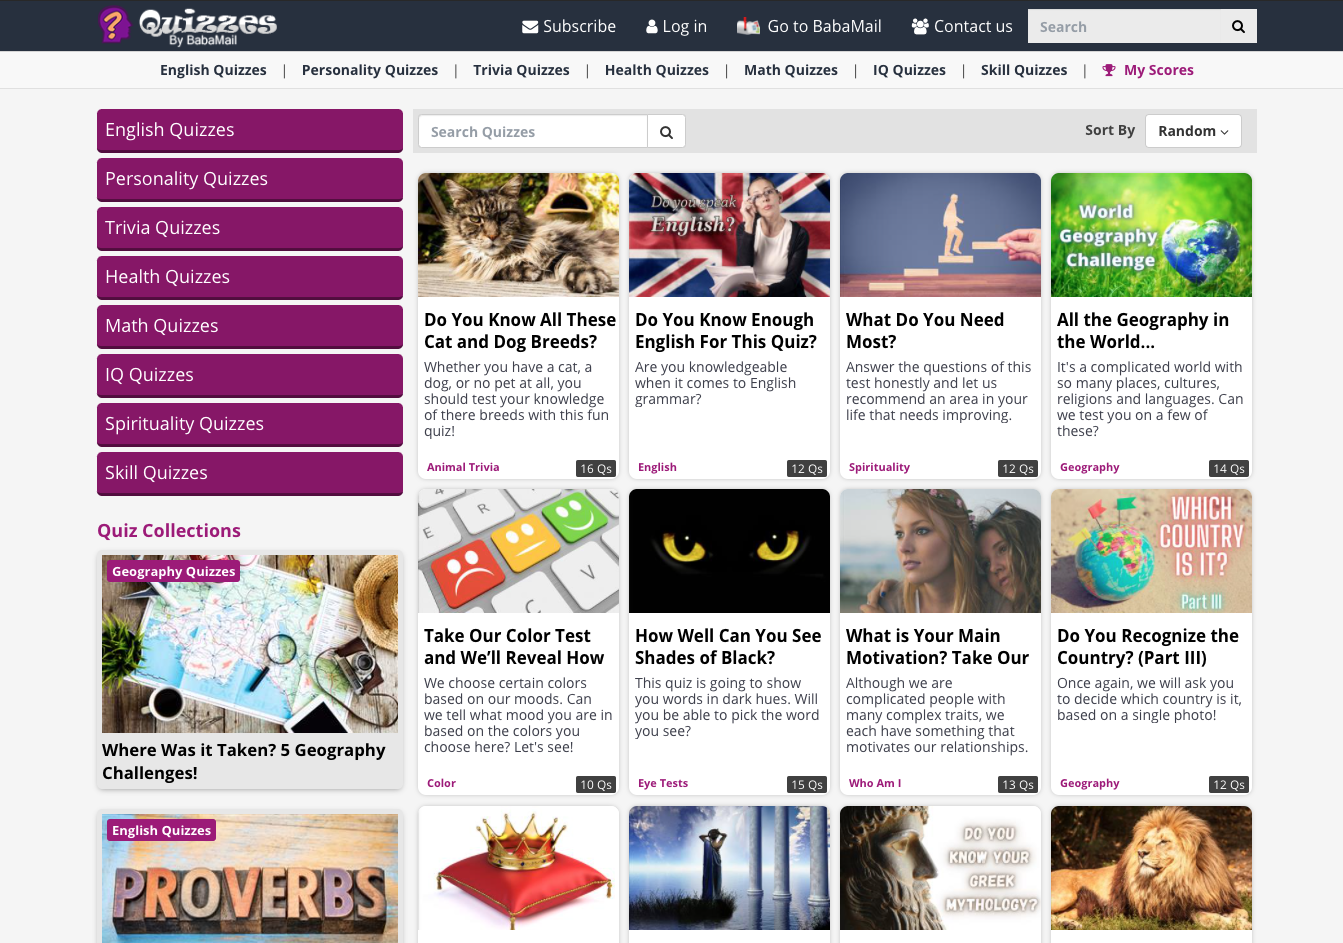 Quizzes
By BabaMail
Subscribe
Log in
Go to BabaMail
Contact us
Search
English Quizzes | Personality Quizzes | Trivia Quizzes | Health Quizzes | Math Quizzes | IQ Quizzes | Skill Quizzes | My Scores
English Quizzes
Personality Quizzes
Trivia Quizzes
Health Quizzes
Math Quizzes
IQ Quizzes
Spirituality Quizzes
Skill Quizzes
Quiz Collections
Geography Quizzes
Where Was it Taken? 5 Geography
Challenges!
English Quizzes
PROVERBS
Search Quizzes
Sort By
Random
Do You Know All These
Cat and Dog Breeds?
Whether you have a cat, a
dog, or no pet at all, you
should test your knowledge
of there breeds with this fun
quiz!
Animal Trivia
16 Qs
Do you speak
English?
Do You Know Enough
English For This Quiz?
Are you knowledgeable
when it comes to English
grammar?
English
12 Qs
What Do You Need
Most?
Answer the questions of this
test honestly and let us
recommend an area in your
life that needs improving.
Spirituality
12 Qs
World
Geography
Challenge
All the Geography in
the World...
It's a complicated world with
so many places, cultures,
religions and languages. Can
we test you on a few of
these?
Geography
14 Qs
E
R
C
V
Take Our Color Test
and We’ll Reveal How
We choose certain colors
based on our moods. Can
we tell what mood you are in
based on the colors you
choose here? Let's see!
Color
10 Qs
How Well Can You See
Shades of Black?
This quiz is going to show
you words in dark hues. Will
you be able to pick the word
you see?
Eye Tests
15 Qs
What is Your Main
Motivation? Take Our
Although we are
complicated people with
many complex traits, we
each have something that
motivates our relationships.
Who Am I
13 Qs
WHICH
COUNTRY
IS IT?
Part III
Do You Recognize the
Country? (Part III)
Once again, we will ask you
to decide which country is it,
based on a single photo!
Geography
12 Qs
DO YOU
KNOW YOUR
GREEK
MYTHOLOGY?